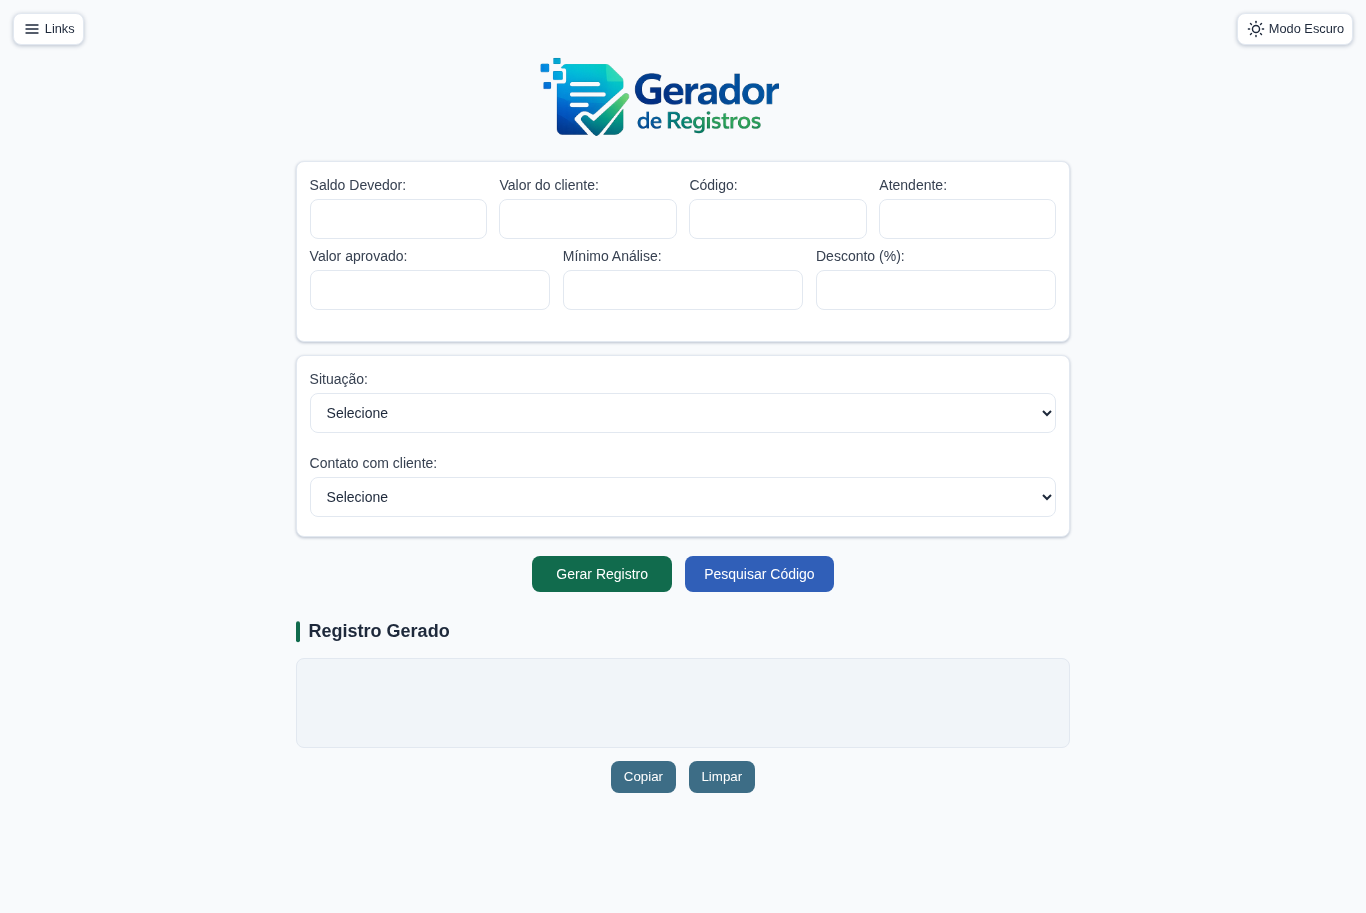 Links
Modo Escuro
Gerador
de Registros
Saldo Devedor:
Valor do cliente:
Código:
Atendente:
Valor aprovado:
Mínimo Análise:
Desconto (%):
Situação:
Selecione
Contato com cliente:
Selecione
Gerar Registro
Pesquisar Código
Registro Gerado
Copiar
Limpar